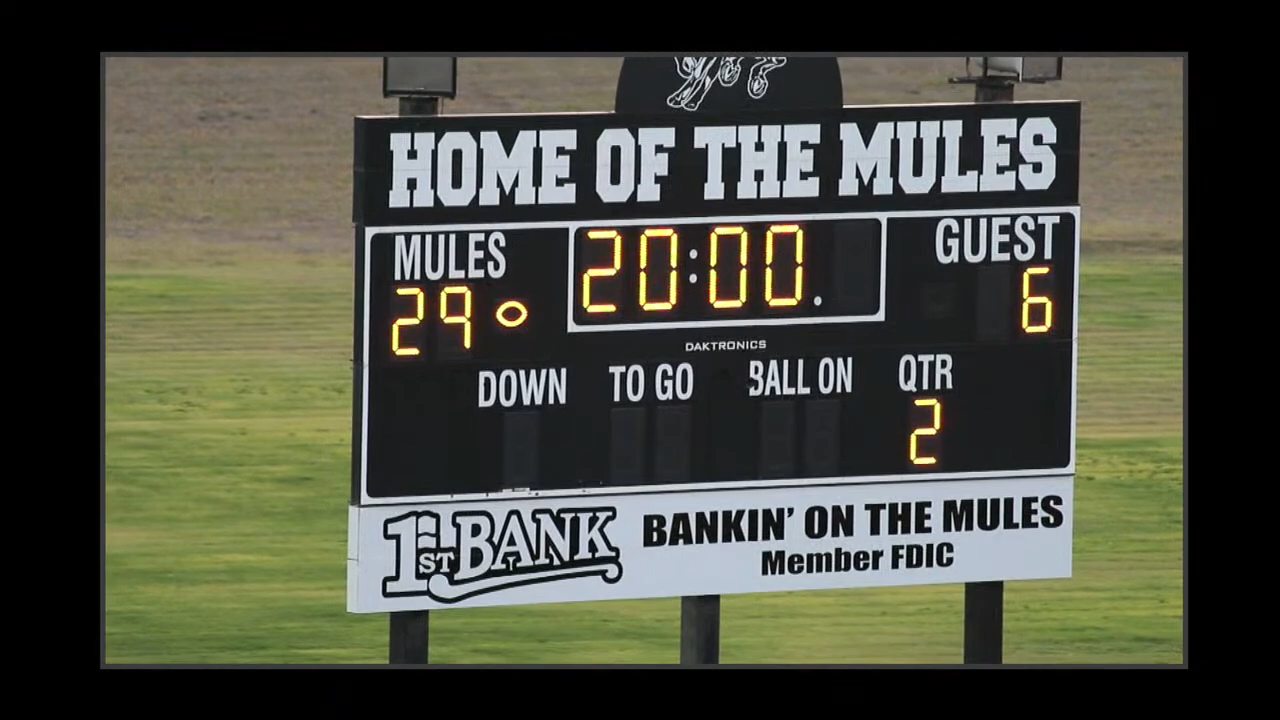 HOME OF THE MULES
MULES 20:00. GUEST
29 6
DAKTRONICS
DOWN TO GO BALL ON QTR
2
1ST BANK BANKIN' ON THE MULES
Member FDIC